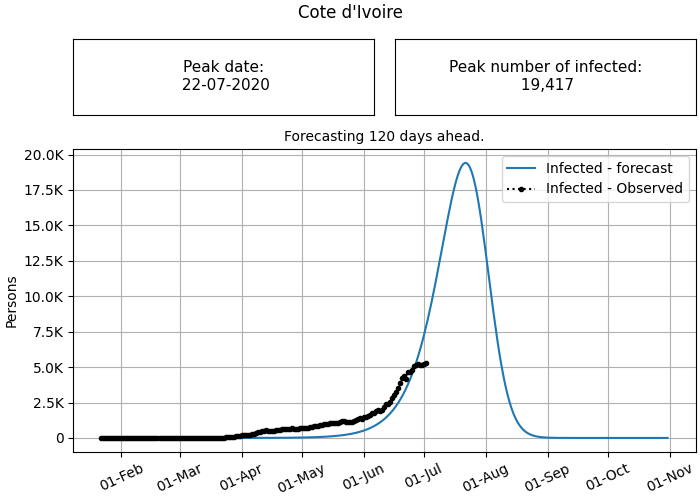 Cote d'Ivoire
Peak date:
22-07-2020
Peak number of infected:
19,417
Forecasting 120 days ahead.
20.0K
17.5K
15.0K
12.5K
10.0K
7.5K
5.0K
2.5K
0
Persons
Infected - forecast
Infected - Observed
01-Feb
01-Mar
01-Apr
01-May
01-Jun
01-Jul
01-Aug
01-Sep
01-Oct
01-Nov